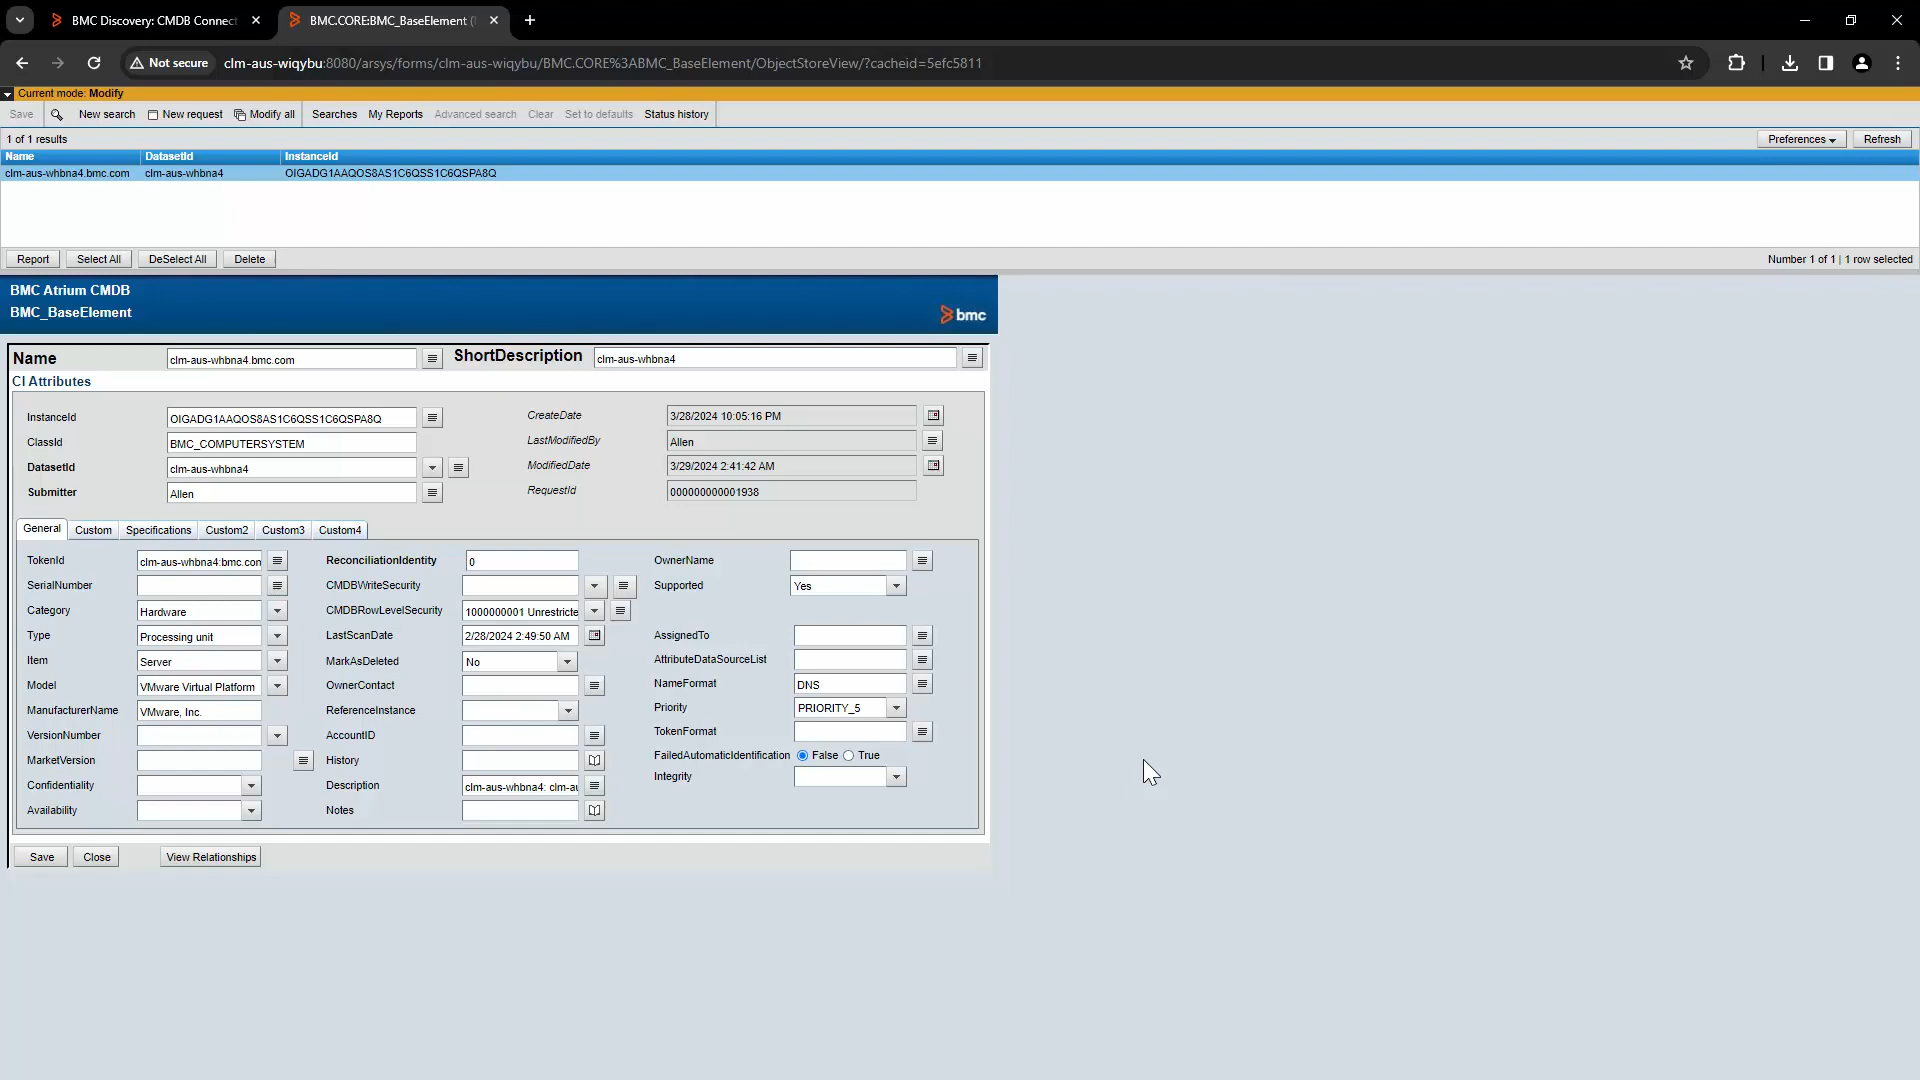 BMC Discovery: CMDB Connect
BMC.CORE:BMC_BaseElement (
Not secure
clm-aus-wiqybu:8080/arsys/forms/clm-aus-wiqybu/BMC.CORE%3ABMC_BaseElement/ObjectStoreView/?cacheid=5efc5811
Current mode: Modify
Save New search New request Modify all Searches My Reports Advanced search Clear Set to defaults Status history
1 of 1 results Preferences Refresh
Name DatasetId InstanceId
clm-aus-whbna4.bmc.com clm-aus-whbna4 OIGADG1AAQOS8AS1C6QSS1C6QSPA8Q
Report Select All DeSelect All Delete Number 1 of 1 | 1 row selected
BMC Atrium CMDB
BMC_BaseElement
bmc
Name clm-aus-whbna4.bmc.com ShortDescription clm-aus-whbna4
CI Attributes
InstanceId OIGADG1AAQOS8AS1C6QSS1C6QSPA8Q CreateDate 3/28/2024 10:05:16 PM
ClassId BMC_COMPUTERSYSTEM LastModifiedBy Allen
DatasetId clm-aus-whbna4 ModifiedDate 3/29/2024 2:41:42 AM
Submitter Allen RequestId 000000000001938
General Custom Specifications Custom2 Custom3 Custom4
TokenId clm-aus-whbna4:bmc.con ReconciliationIdentity 0 OwnerName
SerialNumber CMDBWriteSecurity Supported Yes
Category Hardware CMDBRowLevelSecurity 1000000001 Unrestricte
Type Processing unit LastScanDate 2/28/2024 2:49:50 AM AssignedTo
Item Server MarkAsDeleted No AttributeDataSourceList
Model VMware Virtual Platform OwnerContact NameFormat DNS
ManufacturerName VMware, Inc. ReferenceInstance Priority PRIORITY_5
VersionNumber AccountID TokenFormat
MarketVersion History FailedAutomaticIdentification False True
Confidentiality Description clm-aus-whbna4: clm-au Integrity
Availability Notes
Save Close View Relationships